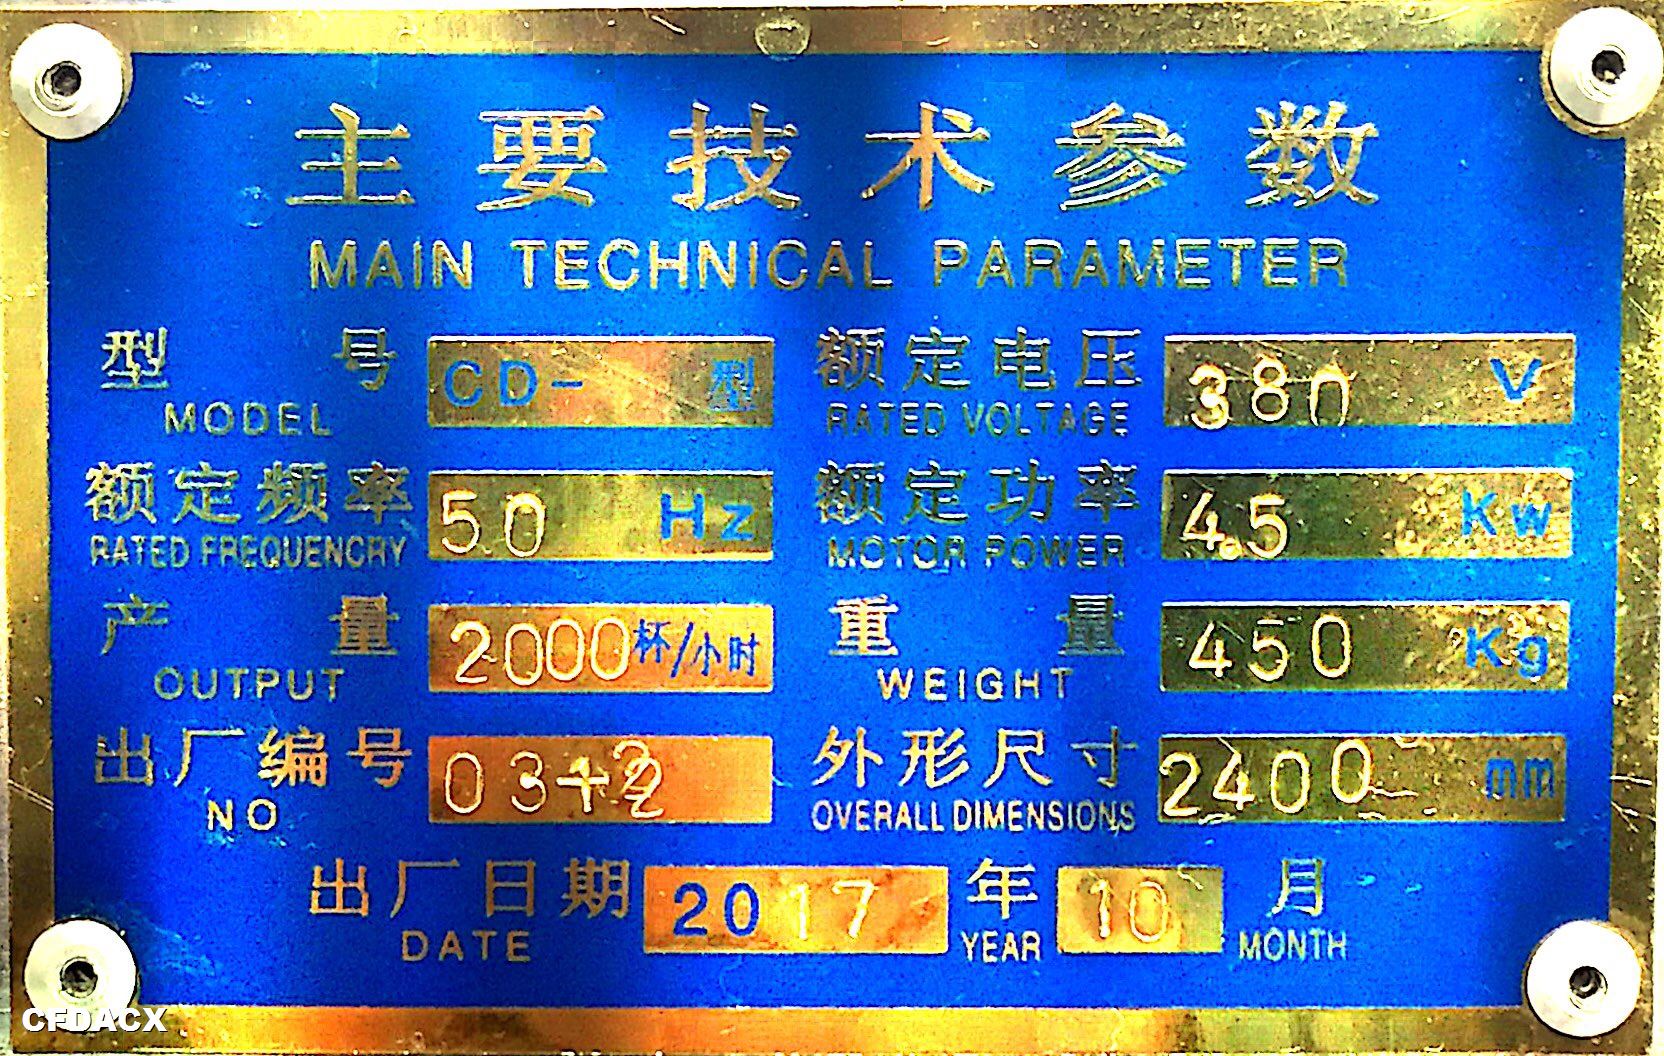 主要技术参数
MAIN TECHNICAL PARAMETER
型 号 CD- 型 额定电压 380 V
MODEL RATED VOLTAGE
额定频率 50 Hz 额定功率 4.5 Kw
RATED FREQUENCRY MOTOR POWER
产 量 2000杯/小时 重 量 450 Kg
OUTPUT WEIGHT
出厂编号 外形尺寸 2400 mm
NO OVERALL DIMENSIONS
出厂日期 2017 年 10 月
DATE YEAR MONTH
CFDACX